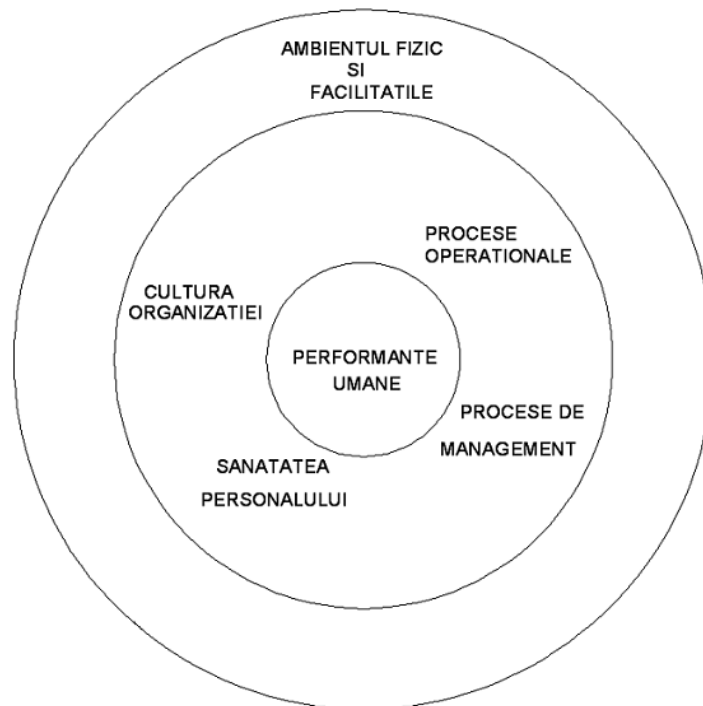 AMBIENTUL FIZIC
SI
FACILITATILE
PROCESE
OPERATIONALE
CULTURA
ORGANIZATIEI
PERFORMANTE
UMANE
PROCESE DE
MANAGEMENT
SANATATEA
PERSONALULUI